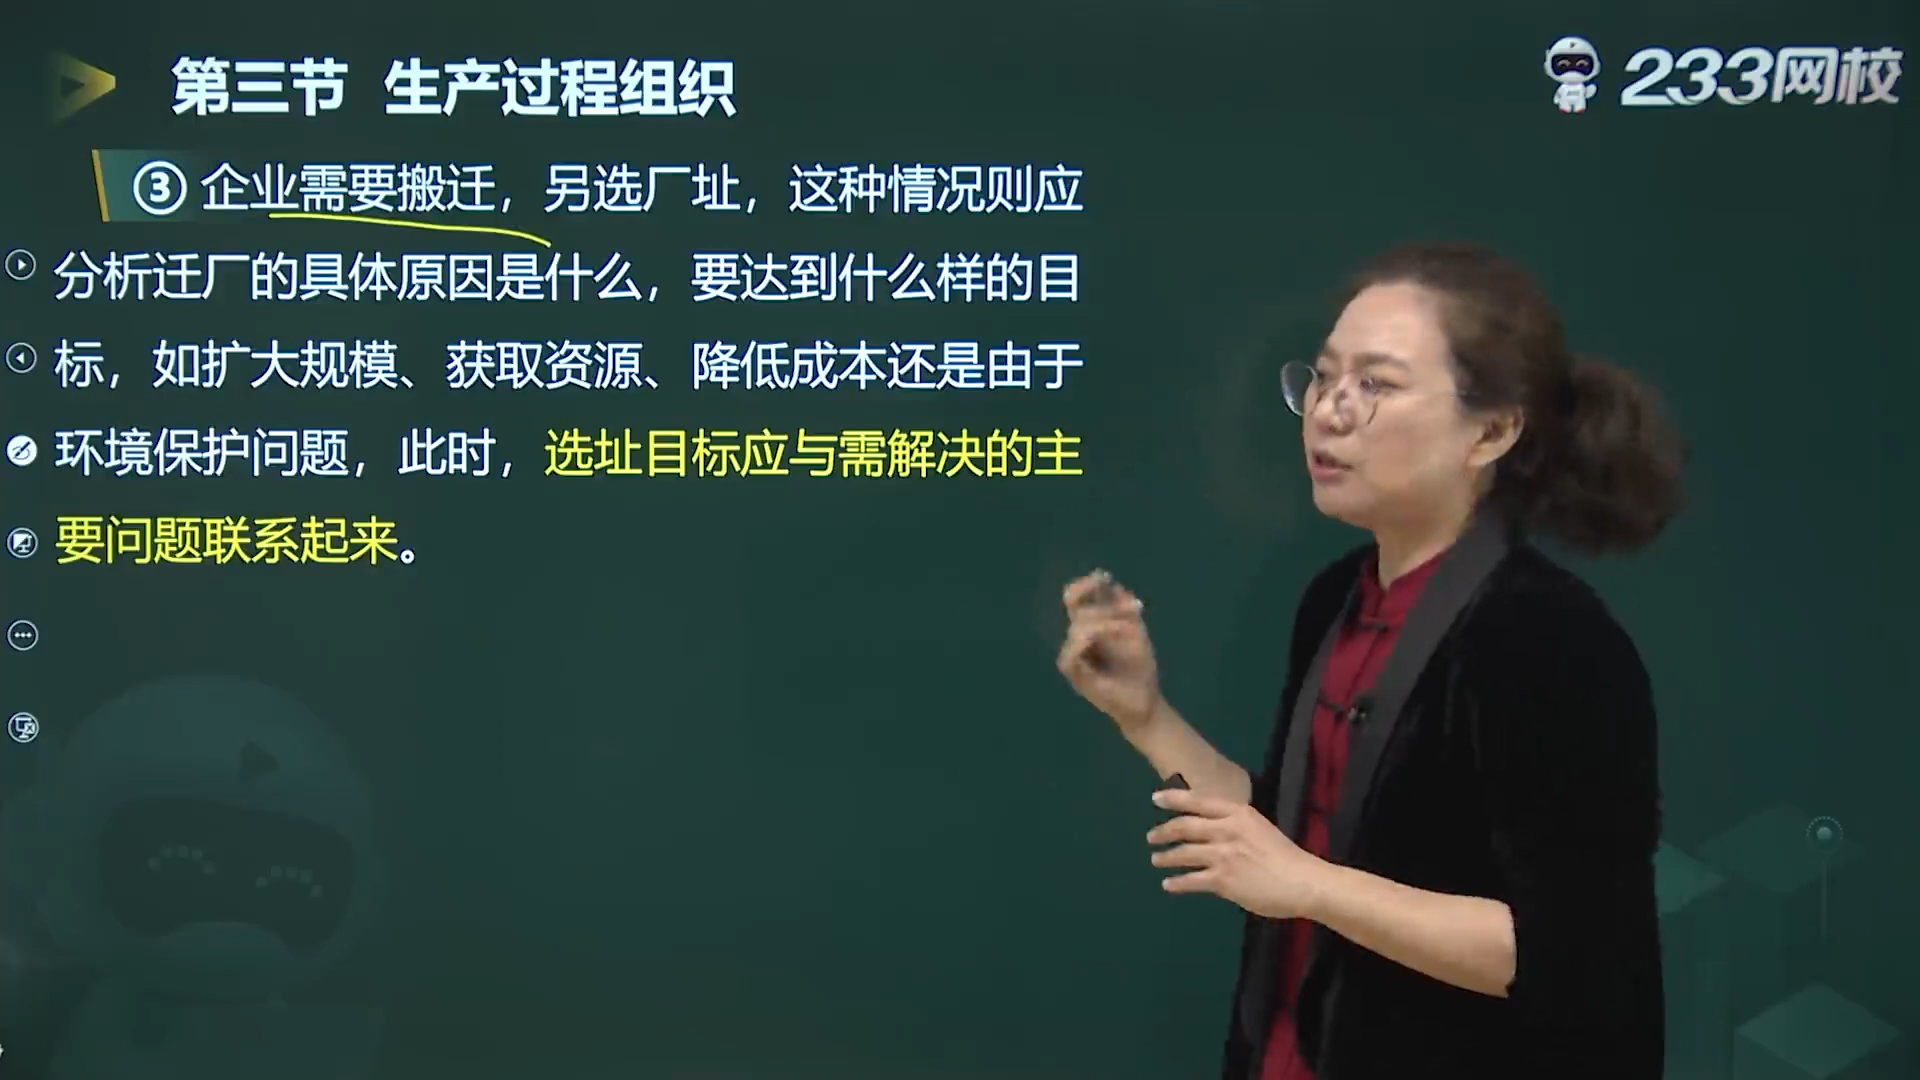 第三节 生产过程组织
233网校
③ 企业需要搬迁，另选厂址，这种情况则应
分析迁厂的具体原因是什么，要达到什么样的目
标，如扩大规模、获取资源、降低成本还是由于
环境保护问题，此时，选址目标应与需解决的主
要问题联系起来。